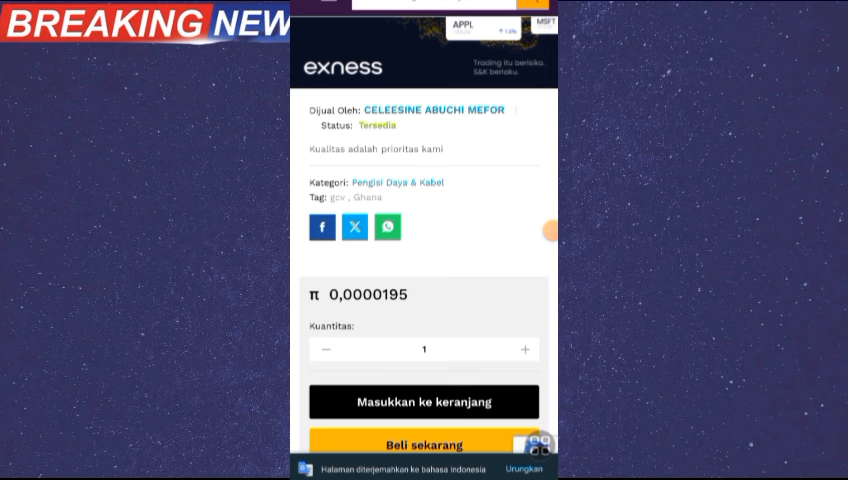 BREAKING NEW
APPL
MSFT
exness
Trading itu berisiko.
S&K berlaku.
Dijual Oleh: CELEESINE ABUCHI MEFOR
Status: Tersedia
Kualitas adalah prioritas kami
Kategori: Pengisi Daya & Kabel
Tag: gcv , Ghana
f
X
π 0,0000195
Kuantitas:
− 1 +
Masukkan ke keranjang
Beli sekarang
Halaman diterjemahkan ke bahasa Indonesia
Urungkan